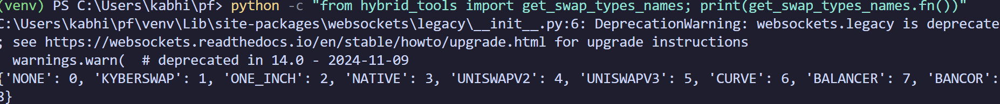 (venv) PS C:\Users\kabhi\pf> python -c "from hybrid_tools import get_swap_types_names; print(get_swap_types_names.fn())"
C:\Users\kabhi\pf\venv\Lib\site-packages\websockets\legacy\__init__.py:6: DeprecationWarning: websockets.legacy is deprecate
; see https://websockets.readthedocs.io/en/stable/howto/upgrade.html for upgrade instructions
  warnings.warn(  # deprecated in 14.0 - 2024-11-09
{'NONE': 0, 'KYBERSWAP': 1, 'ONE_INCH': 2, 'NATIVE': 3, 'UNISWAPV2': 4, 'UNISWAPV3': 5, 'CURVE': 6, 'BALANCER': 7, 'BANCOR':
8}